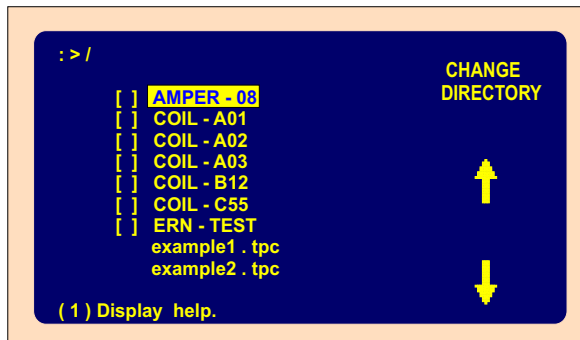 : > /
CHANGE
DIRECTORY
[ ] AMPER - 08
[ ] COIL - A01
[ ] COIL - A02
[ ] COIL - A03
[ ] COIL - B12
[ ] COIL - C55
[ ] ERN - TEST
example1 . tpc
example2 . tpc
( 1 ) Display help.